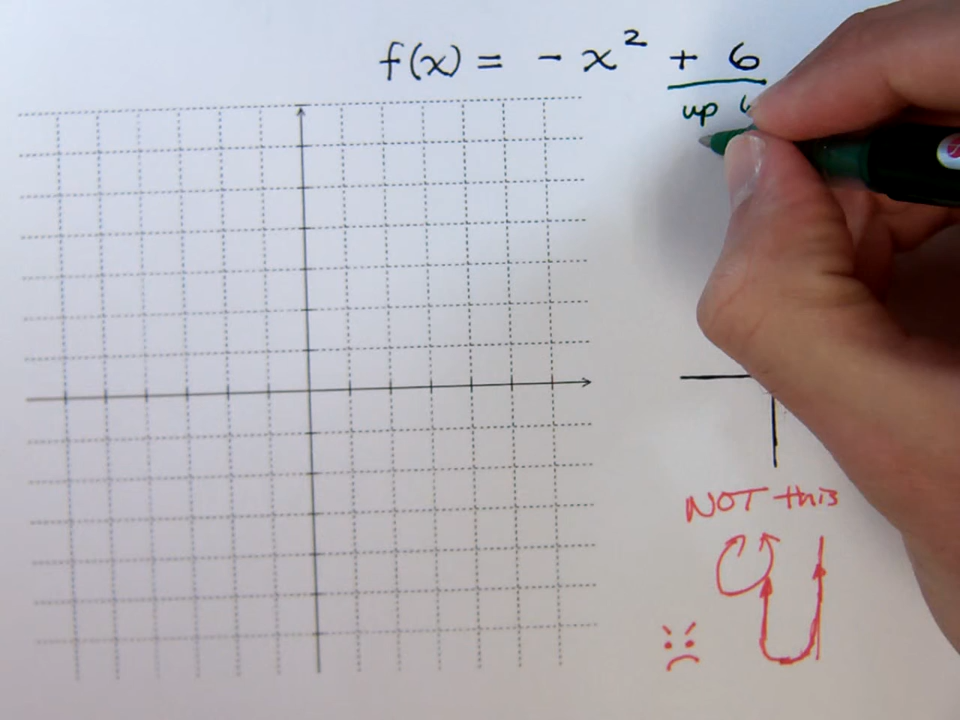 f(x) = - x² + 6
up
NOT this